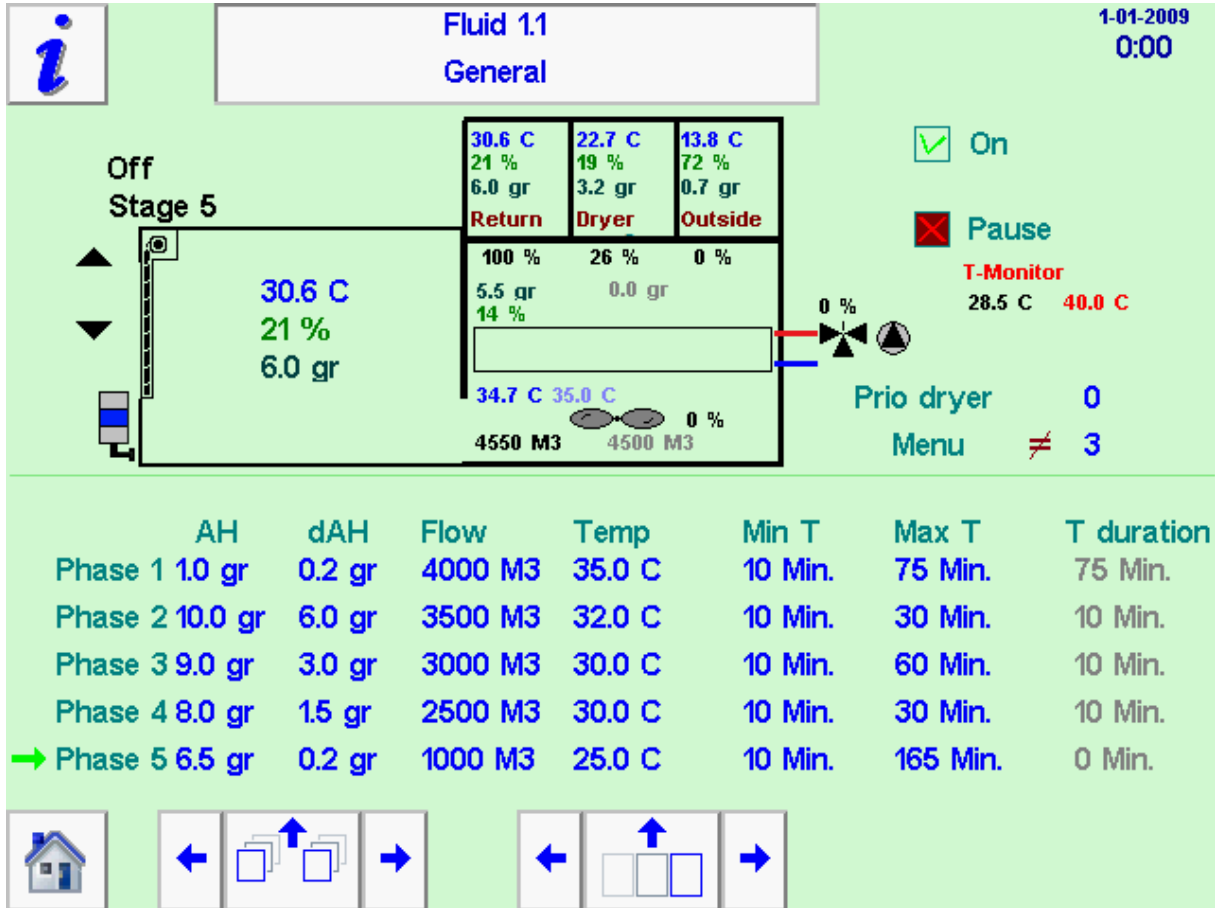 i
Fluid 1.1
General
1-01-2009
0:00
Off
Stage 5
30.6 C
21 %
6.0 gr
Return
22.7 C
19 %
3.2 gr
Dryer
13.8 C
72 %
0.7 gr
Outside
On
Pause
T-Monitor
28.5 C 40.0 C
100 % 26 % 0 %
5.5 gr 0.0 gr
14 %
0 %
30.6 C
21 %
6.0 gr
34.7 C 35.0 C
0 %
4550 M3 4500 M3
Prio dryer 0
Menu ≠ 3
AH dAH Flow Temp Min T Max T T duration
Phase 1 1.0 gr 0.2 gr 4000 M3 35.0 C 10 Min. 75 Min. 75 Min.
Phase 2 10.0 gr 6.0 gr 3500 M3 32.0 C 10 Min. 30 Min. 10 Min.
Phase 3 9.0 gr 3.0 gr 3000 M3 30.0 C 10 Min. 60 Min. 10 Min.
Phase 4 8.0 gr 1.5 gr 2500 M3 30.0 C 10 Min. 30 Min. 10 Min.
Phase 5 6.5 gr 0.2 gr 1000 M3 25.0 C 10 Min. 165 Min. 0 Min.